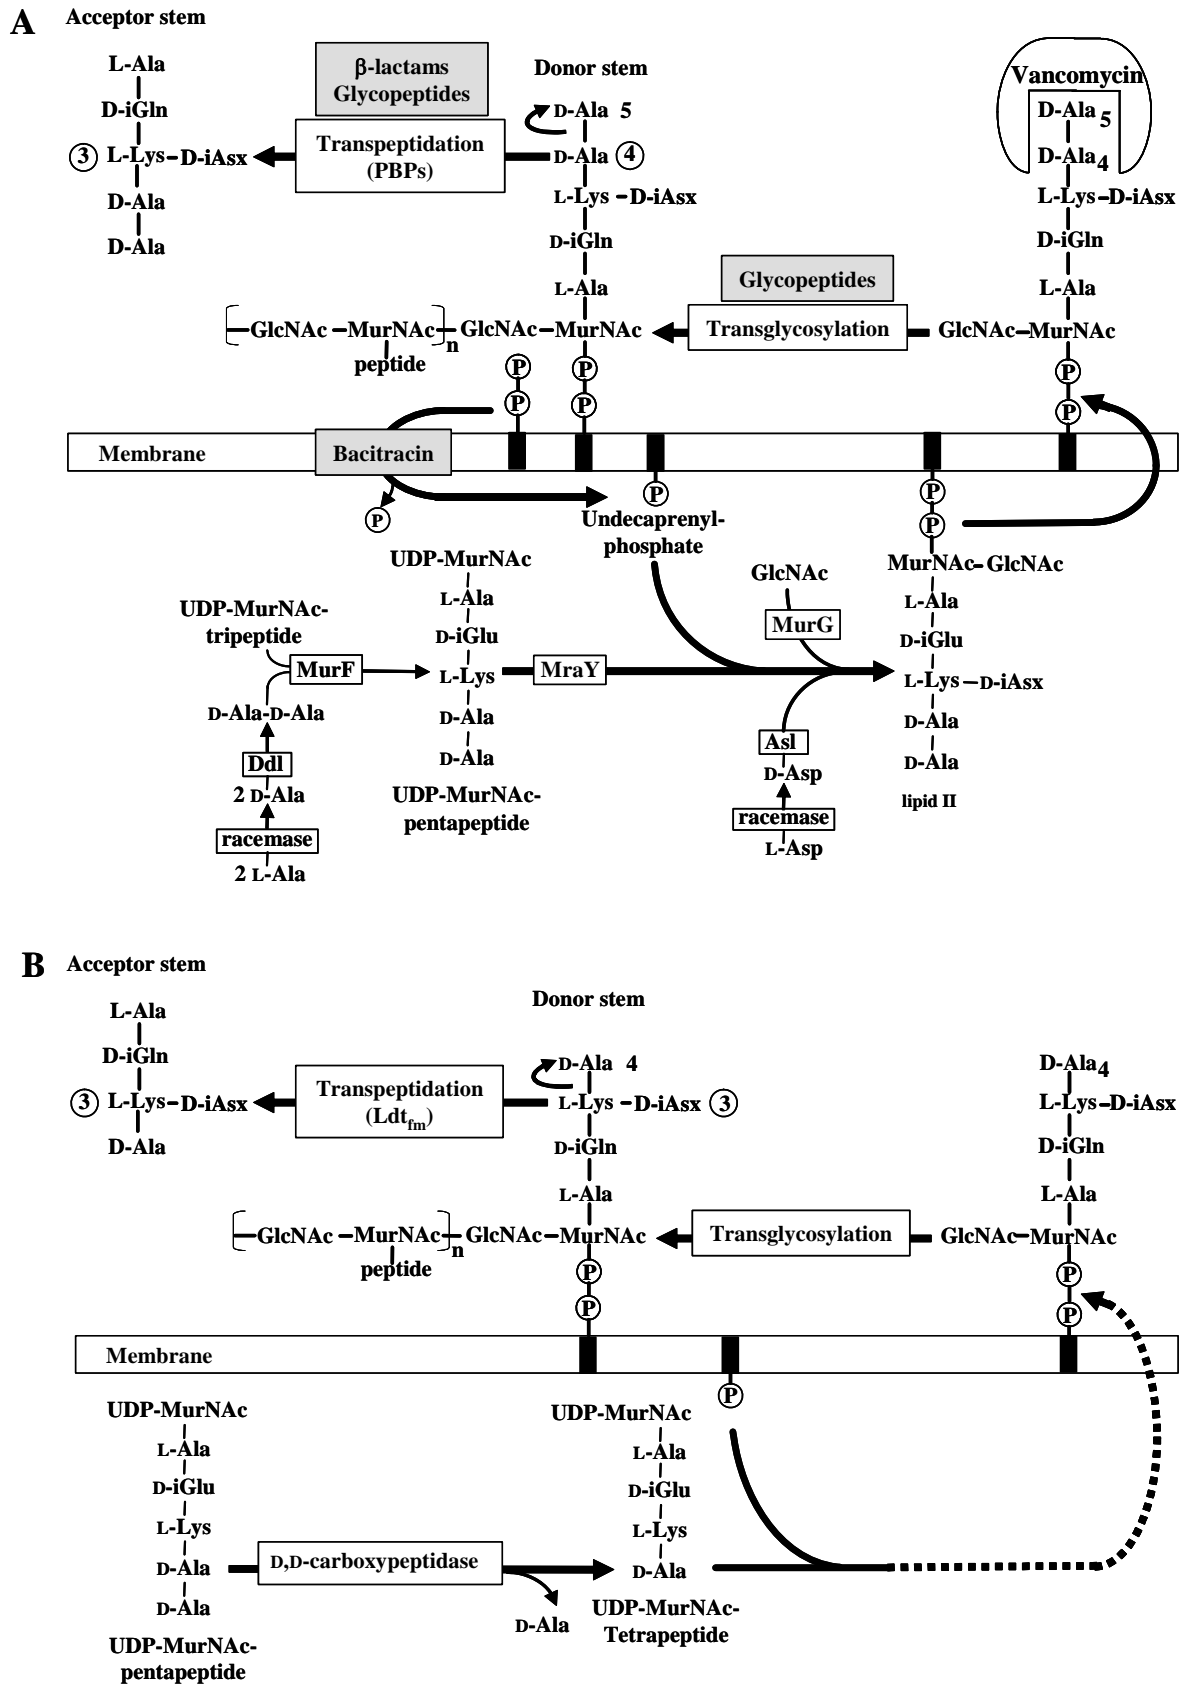 A
Acceptor stem
L-Ala
D-iGln
3 L-Lys-D-iAsx
D-Ala
D-Ala
β-lactams
Glycopeptides
Transpeptidation
(PBPs)
Donor stem
D-Ala 5
D-Ala 4
L-Lys-D-iAsx
D-iGln
L-Ala
GlcNAc-MurNAc
n
peptide
GlcNAc-MurNAc
Glycopeptides
Transglycosylation
Vancomycin
D-Ala5
D-Ala4
L-Lys-D-iAsx
D-iGln
L-Ala
GlcNAc-MurNAc
P
P
P
P
P
P
Membrane
Bacitracin
P
P
P
P
Undecaprenyl-
phosphate
UDP-MurNAc-
tripeptide
MurF
D-Ala-D-Ala
Ddl
2 D-Ala
racemase
2 L-Ala
UDP-MurNAc
L-Ala
D-iGlu
L-Lys
D-Ala
D-Ala
UDP-MurNAc-
pentapeptide
MraY
GlcNAc
MurG
Asl
D-Asp
racemase
L-Asp
MurNAc-GlcNAc
L-Ala
D-iGlu
L-Lys-D-iAsx
D-Ala
D-Ala
lipid II
B
Acceptor stem
L-Ala
D-iGln
3 L-Lys-D-iAsx
D-Ala
Transpeptidation
(Ldtfm)
Donor stem
D-Ala 4
L-Lys-D-iAsx 3
D-iGln
L-Ala
GlcNAc-MurNAc
n
peptide
GlcNAc-MurNAc
Transglycosylation
D-Ala4
L-Lys-D-iAsx
D-iGln
L-Ala
GlcNAc-MurNAc
P
P
P
P
Membrane
P
UDP-MurNAc
L-Ala
D-iGlu
L-Lys
D-Ala
D-Ala
UDP-MurNAc-
pentapeptide
D,D-carboxypeptidase
D-Ala
UDP-MurNAc
L-Ala
D-iGlu
L-Lys
D-Ala
UDP-MurNAc-
Tetrapeptide